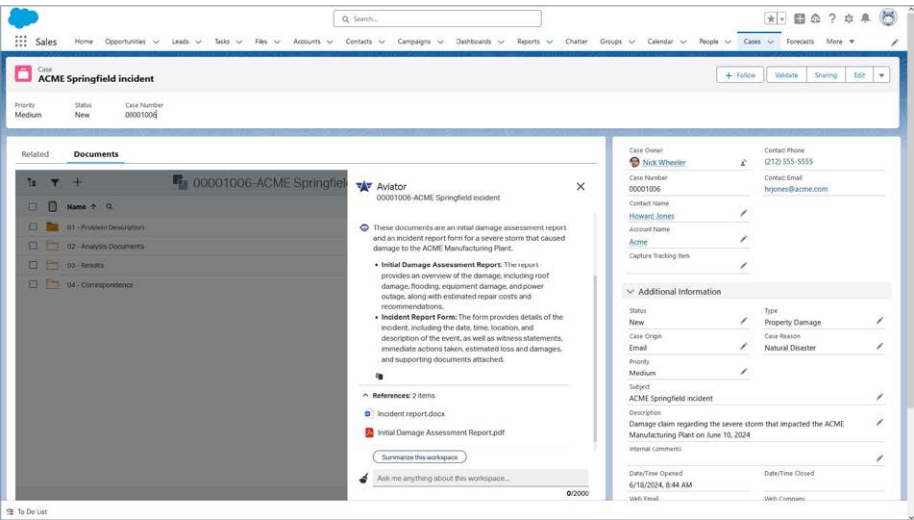 Search...
Sales
Home Opportunities Leads Tasks Files Accounts Contacts Campaigns Dashboards Reports Chatter Groups Calendar People Cases Forecasts More
Case
ACME Springfield incident
+ Follow Validate Sharing Edit
Priority Status Case Number
Medium New 00001006
Related Documents
00001006-ACME Springfiel
Name
01 - Problem Description
02 - Analysis Documents
03 - Results
04 - Correspondence
Aviator
00001006-ACME Springfield incident
These documents are an initial damage assessment report
and an incident report form for a severe storm that caused
damage to the ACME Manufacturing Plant.
• Initial Damage Assessment Report: The report
provides an overview of the damage, including roof
damage, flooding, equipment damage, and power
outage, along with estimated repair costs and
recommendations.
• Incident Report Form: The form provides details of the
incident, including the date, time, location, and
description of the event, as well as witness statements,
immediate actions taken, estimated loss and damages,
and supporting documents attached.
References: 2 items
Incident report.docx
Initial Damage Assessment Report.pdf
Summarize this workspace
Ask me anything about this workspace...
0/2000
Case Owner Contact Phone
Nick Wheeler (212) 555-5555
Case Number Contact Email
00001006 hrjones@acme.com
Contact Name
Howard Jones
Account Name
Acme
Capture Tracking Item
Additional Information
Status Type
New Property Damage
Case Origin Case Reason
Email Natural Disaster
Priority
Medium
Subject
ACME Springfield incident
Description
Damage claim regarding the severe storm that impacted the ACME
Manufacturing Plant on June 10, 2024
Internal Comments
Date/Time Opened Date/Time Closed
6/18/2024, 8:44 AM
Web Email Web Company
To Do List